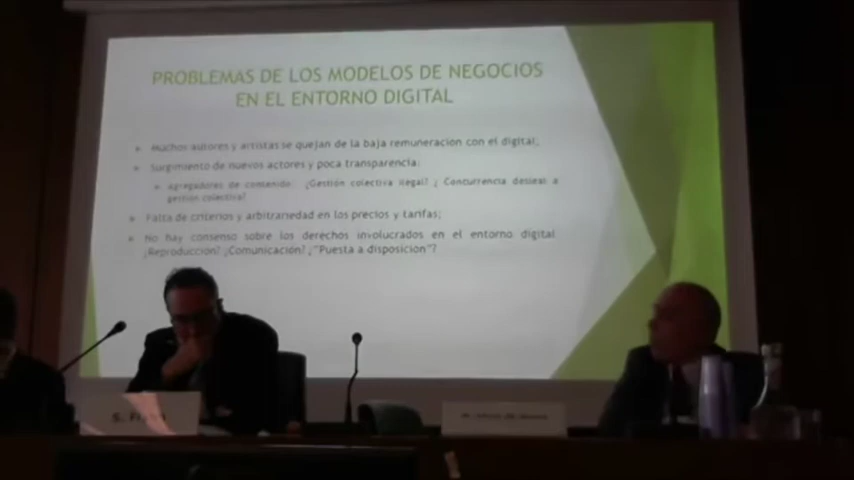 PROBLEMAS DE LOS MODELOS DE NEGOCIOS
EN EL ENTORNO DIGITAL
Muchos autores y artistas se quejan de la baja remuneración con el digital;
Surgimiento de nuevos actores y poca transparencia:
agregadores de contenido: ¿Gestión colectiva ilegal? ¿ Concurrencia desleal a
gestión colectiva?
Falta de criterios y arbitrariedad en los precios y tarifas;
No hay consenso sobre los derechos involucrados en el entorno digital
¿Reproducción? ¿Comunicación? ¿"Puesta a disposición"?
S.